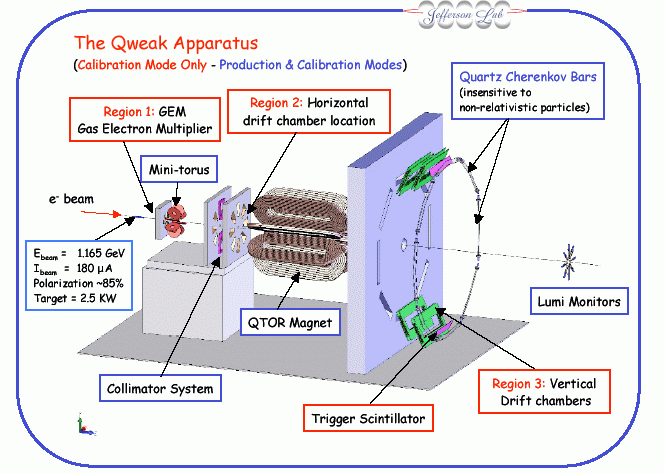 Jefferson Lab
The Qweak Apparatus
(Calibration Mode Only - Production & Calibration Modes)
Region 1: GEM
Gas Electron Multiplier
Region 2: Horizontal
drift chamber location
Quartz Cherenkov Bars
(insensitive to
non-relativistic particles)
Mini-torus
e- beam
Ebeam = 1.165 GeV
Ibeam = 180 μA
Polarization ~85%
Target = 2.5 KW
QTOR Magnet
Lumi Monitors
Collimator System
Trigger Scintillator
Region 3: Vertical
Drift chambers